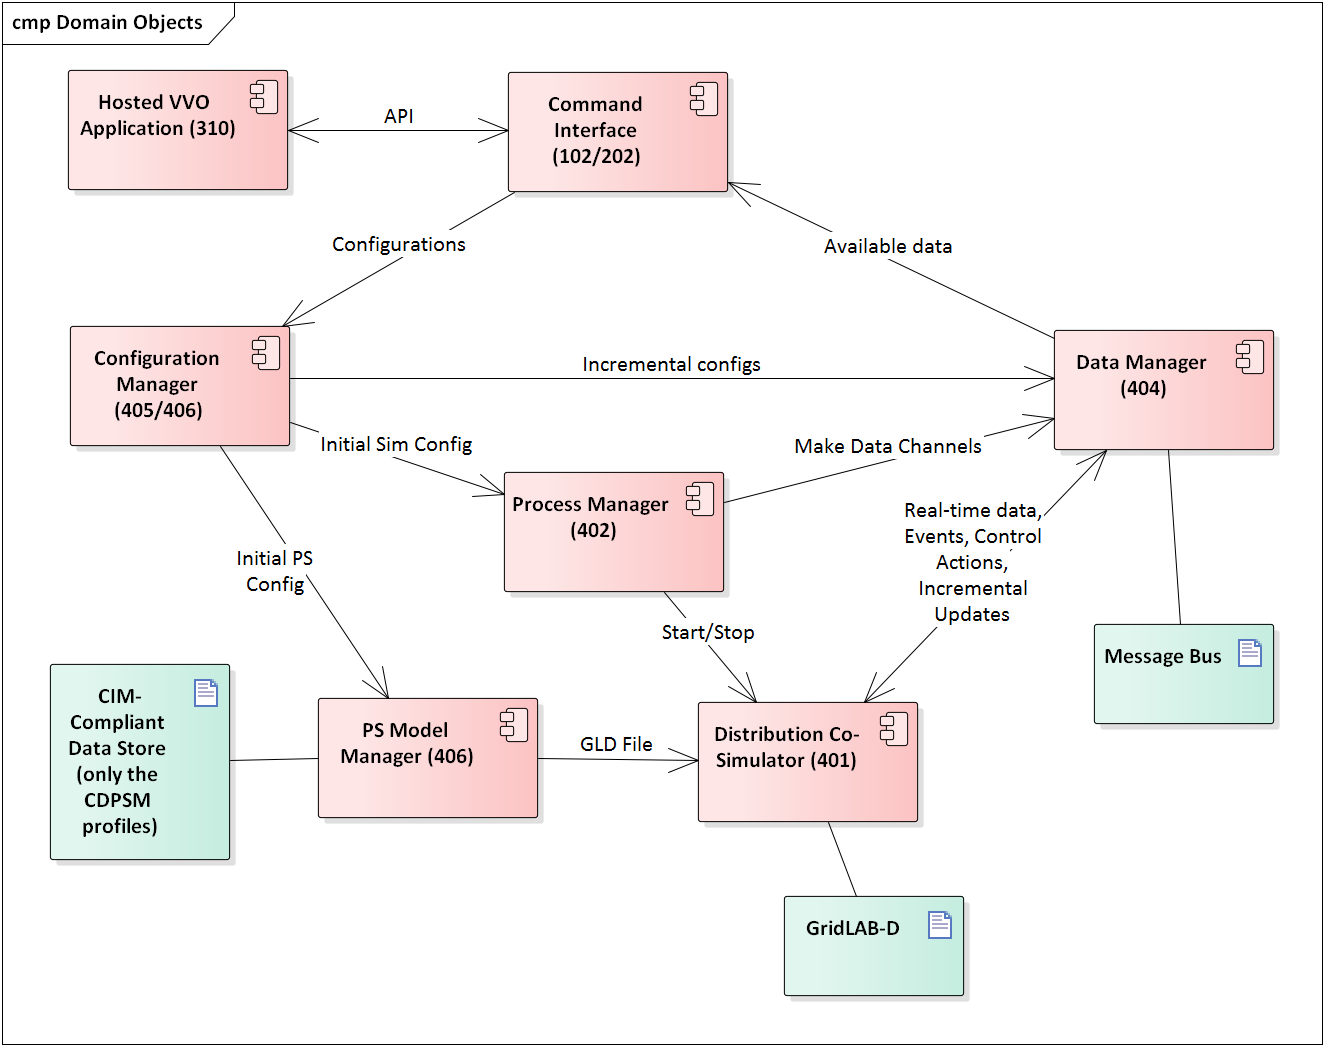 cmp Domain Objects
Hosted VVO
Application (310)
API
Command
Interface
(102/202)
Configurations
Available data
Configuration
Manager
(405/406)
Incremental configs
Data Manager
(404)
Initial Sim Config
Make Data Channels
Process Manager
(402)
Real-time data,
Events, Control
Actions,
Incremental
Updates
Initial PS
Config
Start/Stop
Message Bus
CIM-
Compliant
Data Store
(only the
CDPSM
profiles)
PS Model
Manager (406)
GLD File
Distribution Co-
Simulator (401)
GridLAB-D